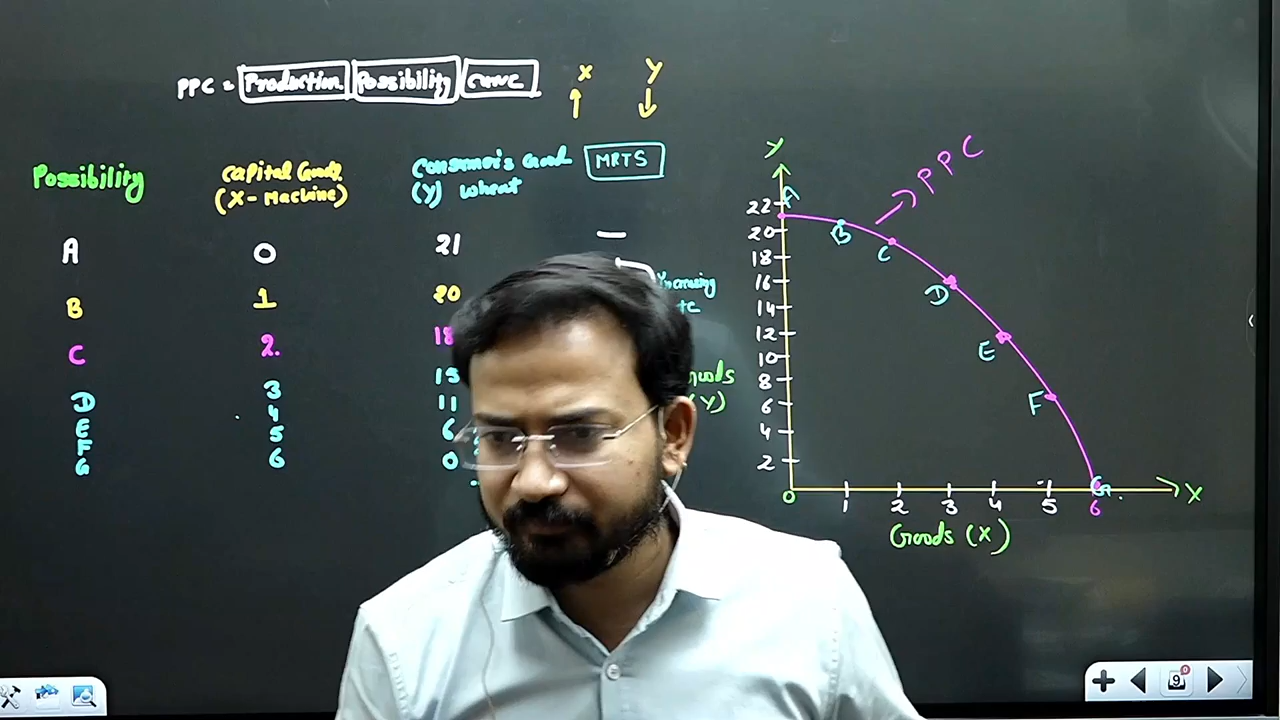 PPC = Production Possibility curve X Y
Possibility Capital Goods (X-Machine) Consumer's Good (Y) wheat MRTS
A 0 21 —
B 1 20
C 2. 18
D 3 15
E 4 11
F 5 6
G 6 0
Increasing
(Y)
Y
PPC
A
B
C
D
E
F
G
22
20
18
16
14
12
10
8
6
4
2
0 1 2 3 4 5 6 X
Goods (X)
9